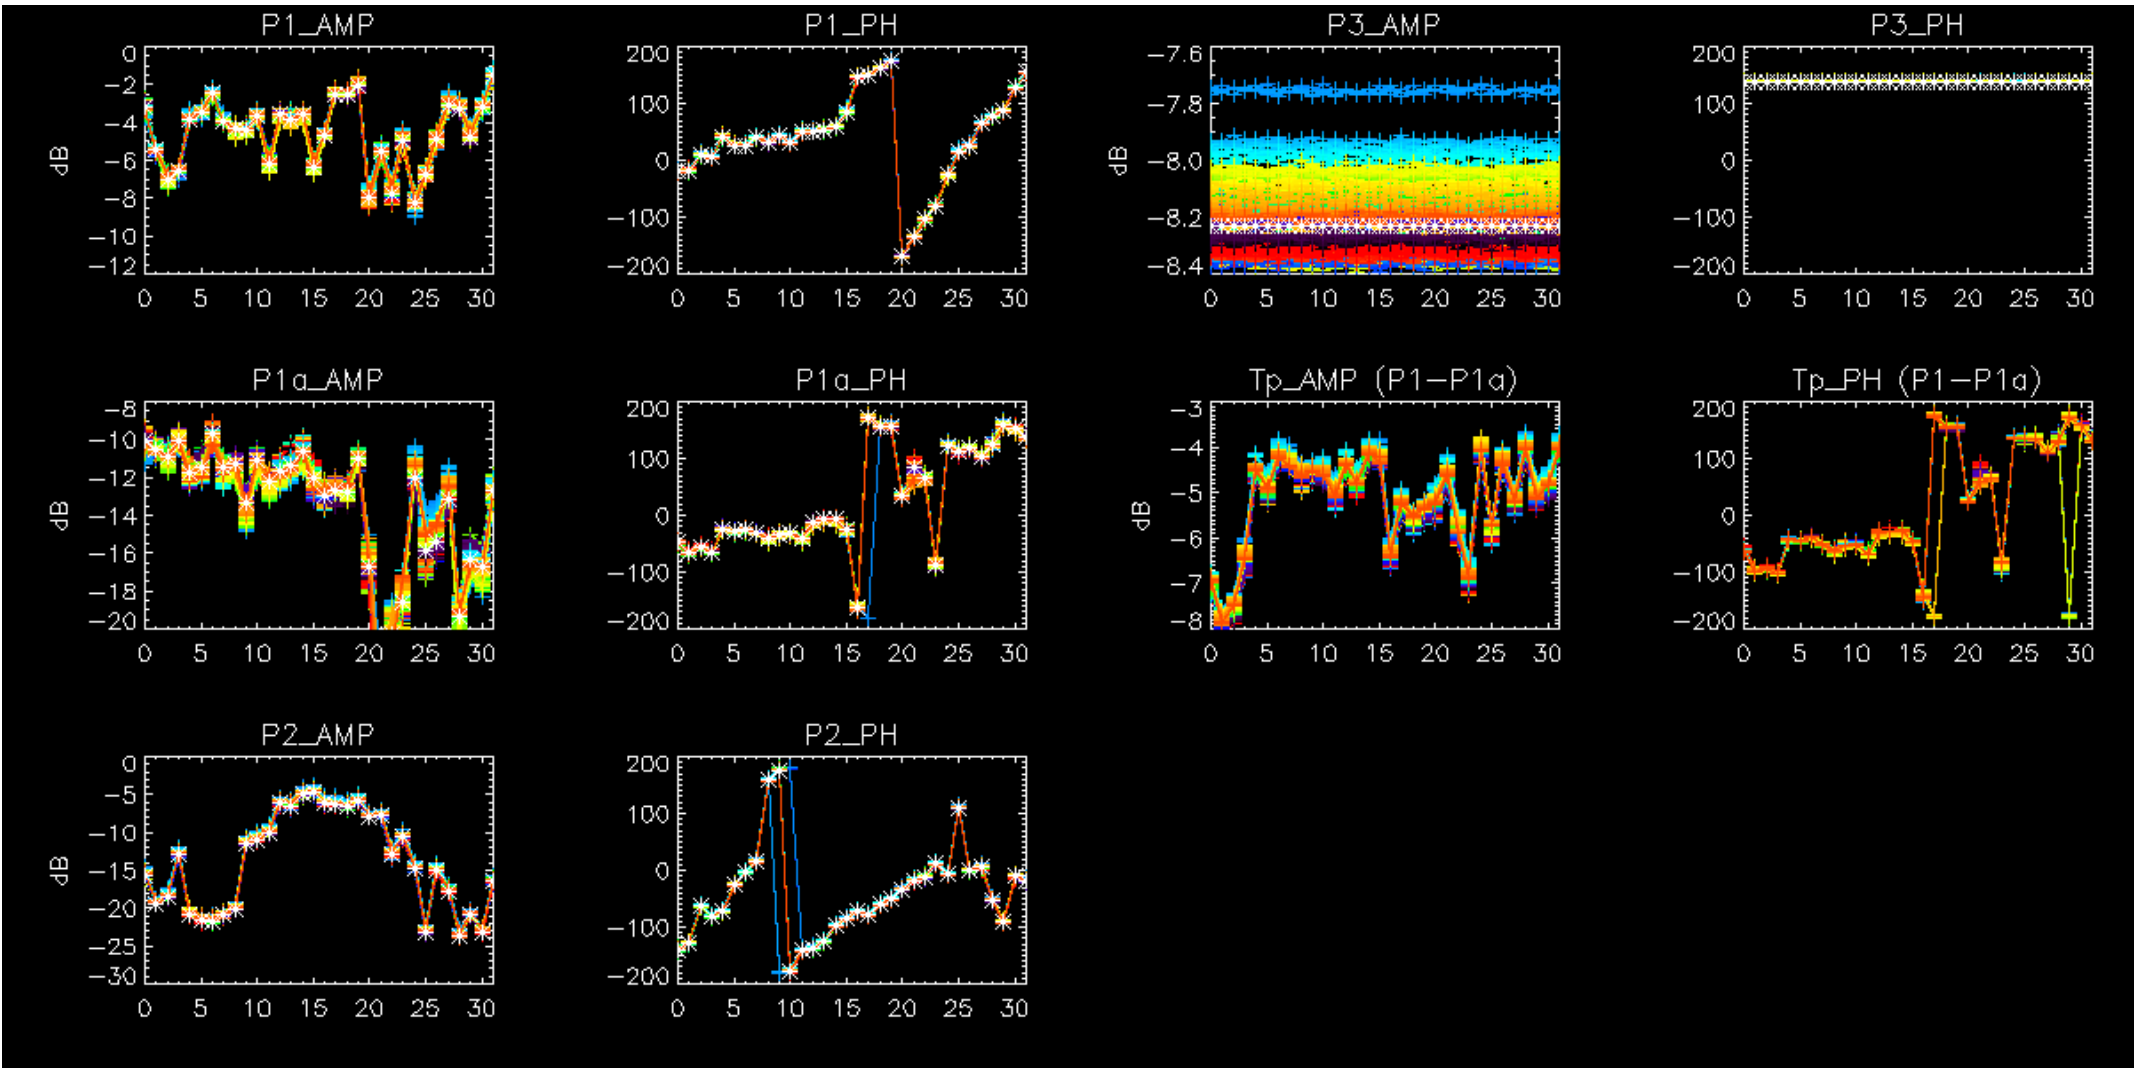 P1_AMP
0
−2
−4
−6
−8
−10
−12
dB
0 5 10 15 20 25 30
P1_PH
200
100
0
−100
−200
0 5 10 15 20 25 30
P3_AMP
−7.6
−7.8
−8.0
−8.2
−8.4
dB
0 5 10 15 20 25 30
P3_PH
200
100
0
−100
−200
0 5 10 15 20 25 30
P1a_AMP
−8
−10
−12
−14
−16
−18
−20
dB
0 5 10 15 20 25 30
P1a_PH
200
100
0
−100
−200
0 5 10 15 20 25 30
Tp_AMP (P1−P1a)
−3
−4
−5
−6
−7
−8
dB
0 5 10 15 20 25 30
Tp_PH (P1−P1a)
200
100
0
−100
−200
0 5 10 15 20 25 30
P2_AMP
0
−5
−10
−15
−20
−25
−30
dB
0 5 10 15 20 25 30
P2_PH
200
100
0
−100
−200
0 5 10 15 20 25 30